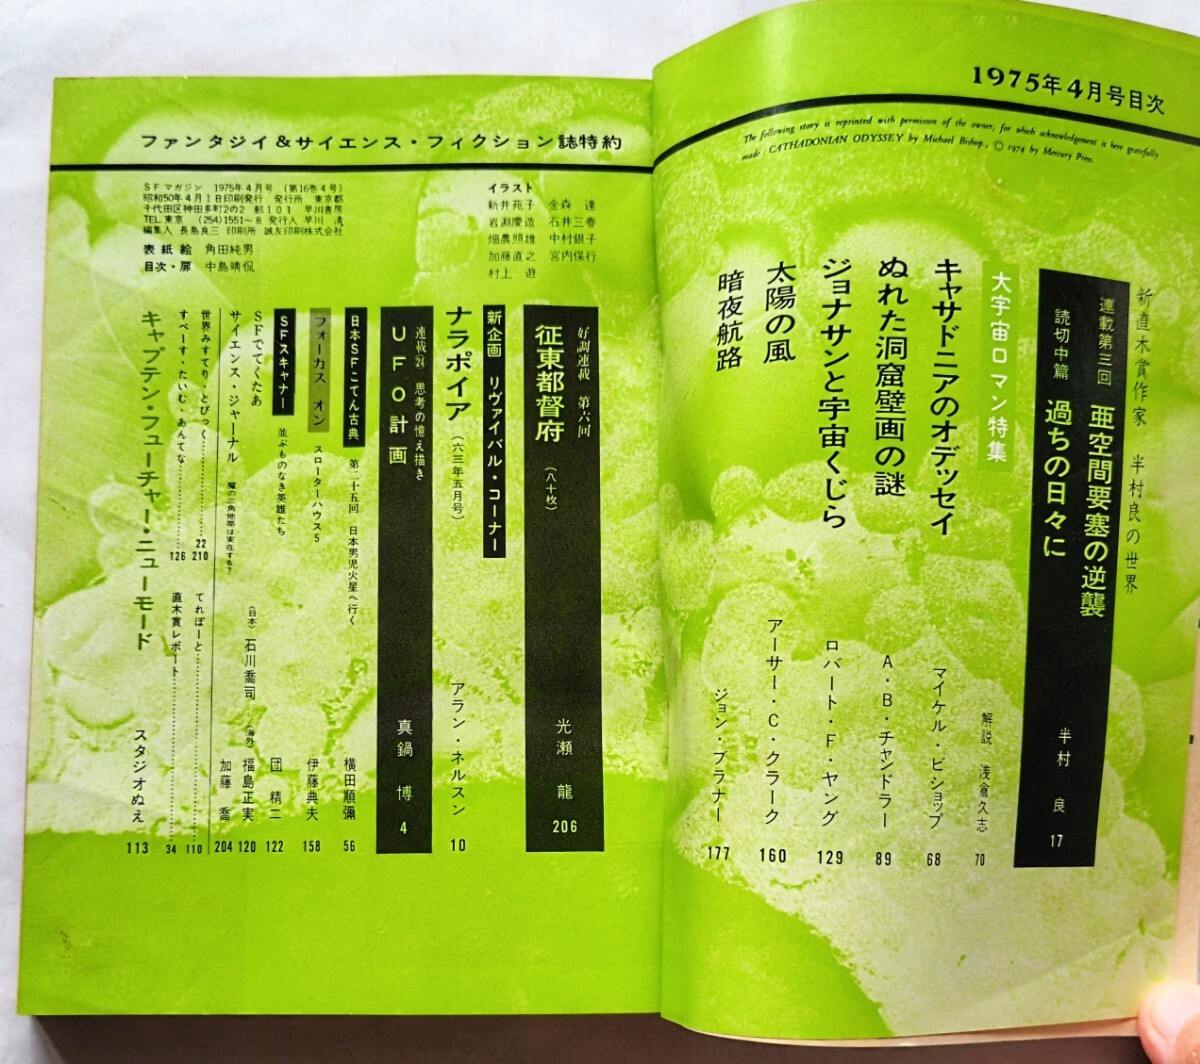 1975年4月号目次
The following story is reprinted with permission of the owner, for which acknowledgement is here gratefully
made : CATHADONIAN ODYSSEY by Michael Bishop., © 1974 by Mercury Press.
新直木賞作家 半村良の世界
連載第三回 亜空間要塞の逆襲
読切中篇 過ちの日々に 半村 良 17
大宇宙ロマン特集 解説 浅倉久志 70
キャサドニアのオデッセイ マイケル・ビショップ 68
ぬれた洞窟壁画の謎 A・B・チャンドラー 89
ジョナサンと宇宙くじら ロバート・F・ヤング 129
太陽の風 アーサー・C・クラーク 160
暗夜航路 ジョン・ブラナー 177
ファンタジイ&サイエンス・フィクション誌特約
SFマガジン 1975年4月号 (第16巻4号)
昭和50年4月1日印刷発行 発行所 東京都
千代田区神田多町2の2 郵101 早川書房
TEL.東京 (254)1551~8 発行人 早川 清
編集人 長島良三 印刷所 誠友印刷株式会社
表紙絵 角田純男
目次・扉 中島靖侃
イラスト
新井苑子 金森 達
岩淵慶造 石井三春
畑農照雄 中村銀子
加藤直之 宮内保行
村上 遊
好調連載 第六回
征東都督府 (八十枚) 光瀬 龍 206
新企画 リヴァイバル・コーナー
ナラポイア (六三年五月号) アラン・ネルスン 10
連載㉔ 思考の憶え描き
UFO計画 真鍋 博 4
日本SFこてん古典 第二十五回 日本男児火星へ行く 横田順彌 56
フォーカス オン スローターハウス5 伊藤典夫 158
SFスキャナー 並ぶものなき英雄たち 団 精二 122
SFでてくたあ (日本) 石川喬司 (海外) 福島正実 120
サイエンス・ジャーナル 魔の三角地帯は実在する? 加藤 喬 204
世界みすてり・とぴっく 22 210
てれぽーと 110
すぺーす・たいむ・あんてな 126
直木賞レポート 34
キャプテン・フューチャー・ニューモード スタジオぬえ 113